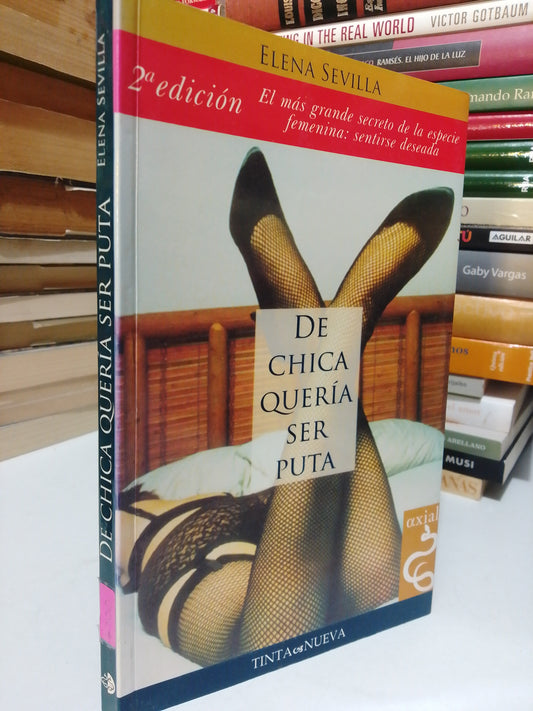 ELENA SEVILLA
2ª edición
El más grande secreto de la especie
femenina: sentirse deseada
DE
CHICA
QUERÍA
SER
PUTA
αxial
TINTA NUEVA
DE CHICA QUERÍA SER PUTA ELENA SEVILLA
IN THE REAL WORLD VICTOR GOTBAUM
RAMSÉS. EL HIJO DE LA LUZ
AGUILAR
Gaby Vargas
ARELLANO
MUSI